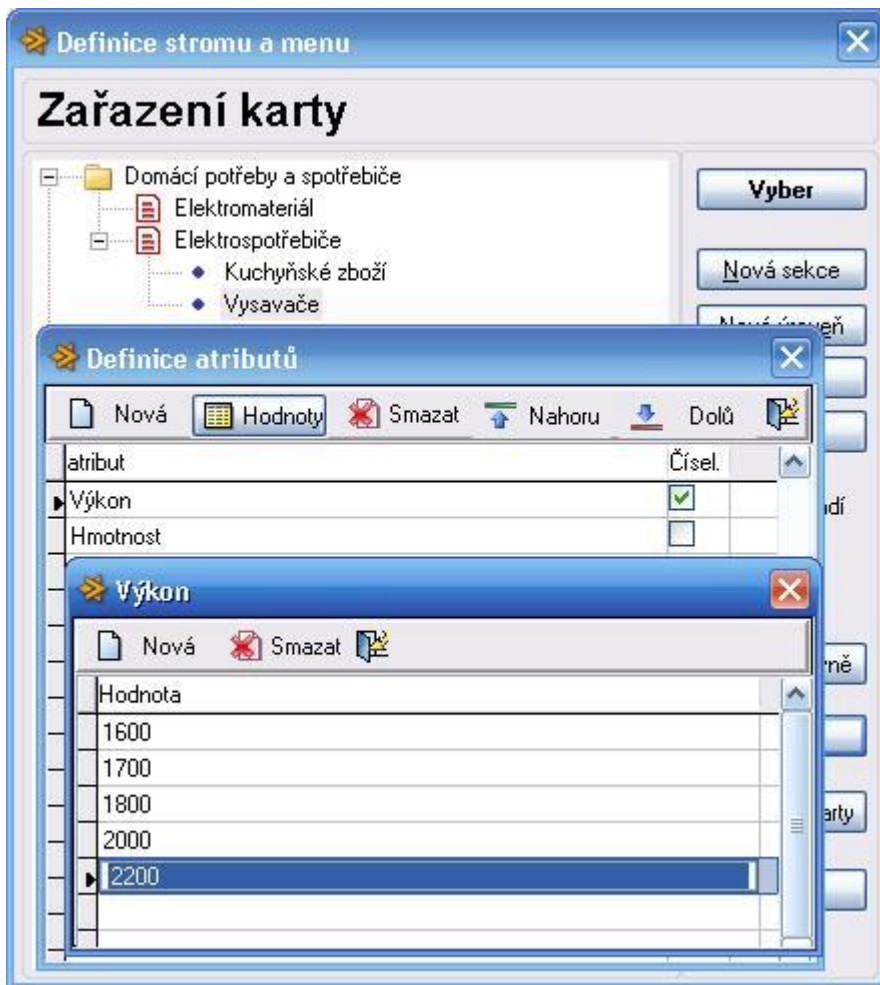 Definice stromu a menu
Zařazení karty
Domácí potřeby a spotřebiče
Elektromateriál
Elektrospotřebiče
Kuchyňské zboží
Vysavače
Vyber
Nová sekce
Definice atributů
Nová Hodnoty Smazat Nahoru Dolů
atribut Čísel.
Výkon
Hmotnost
Výkon
Nová Smazat
Hodnota
1600
1700
1800
2000
2200